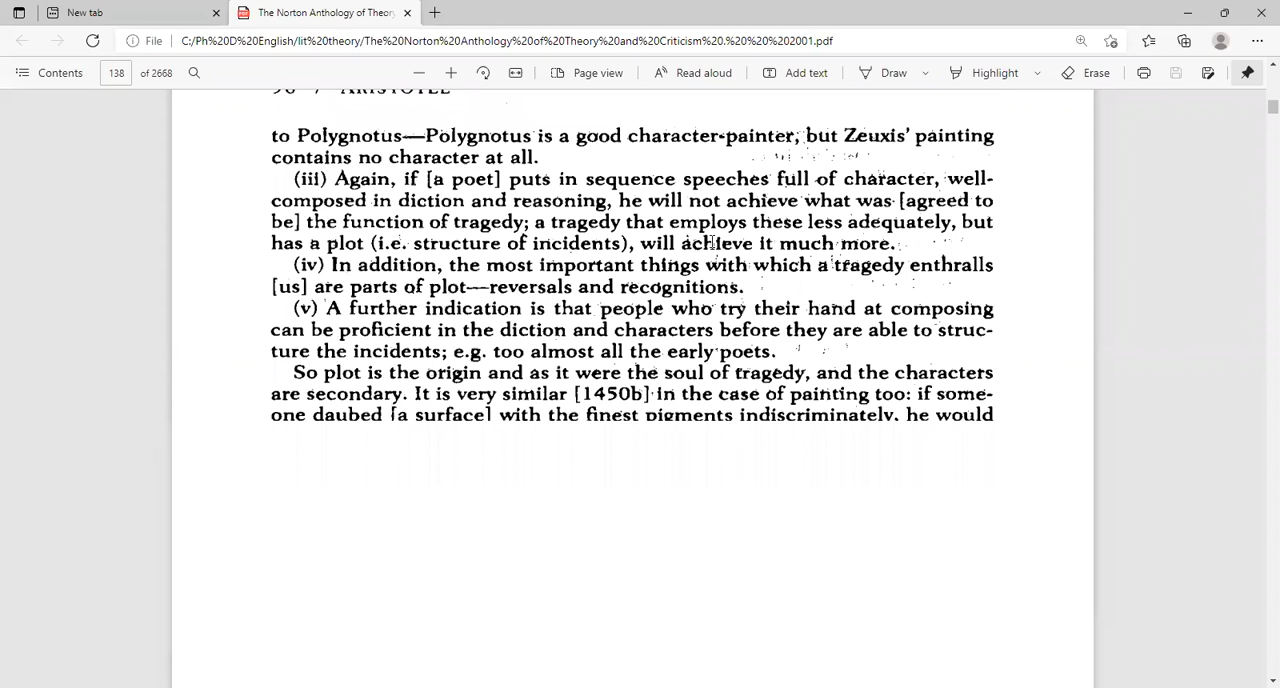 New tab
The Norton Anthology of Theory
File C:/Ph%20D%20English/lit%20theory/The%20Norton%20Anthology%20of%20Theory%20and%20Criticism%20.%20%20%202001.pdf
Contents 138 of 2668 Page view Read aloud Add text Draw Highlight Erase
96 / ARISTOTLE
to Polygnotus—Polygnotus is a good character-painter, but Zeuxis' painting
contains no character at all.
(iii) Again, if [a poet] puts in sequence speeches full of character, well-
composed in diction and reasoning, he will not achieve what was [agreed to
be] the function of tragedy; a tragedy that employs these less adequately, but
has a plot (i.e. structure of incidents), will achieve it much more.
(iv) In addition, the most important things with which a tragedy enthralls
[us] are parts of plot—reversals and recognitions.
(v) A further indication is that people who try their hand at composing
can be proficient in the diction and characters before they are able to struc-
ture the incidents; e.g. too almost all the early poets.
So plot is the origin and as it were the soul of tragedy, and the characters
are secondary. It is very similar [1450b] in the case of painting too: if some-
one daubed [a surface] with the finest pigments indiscriminately, he would